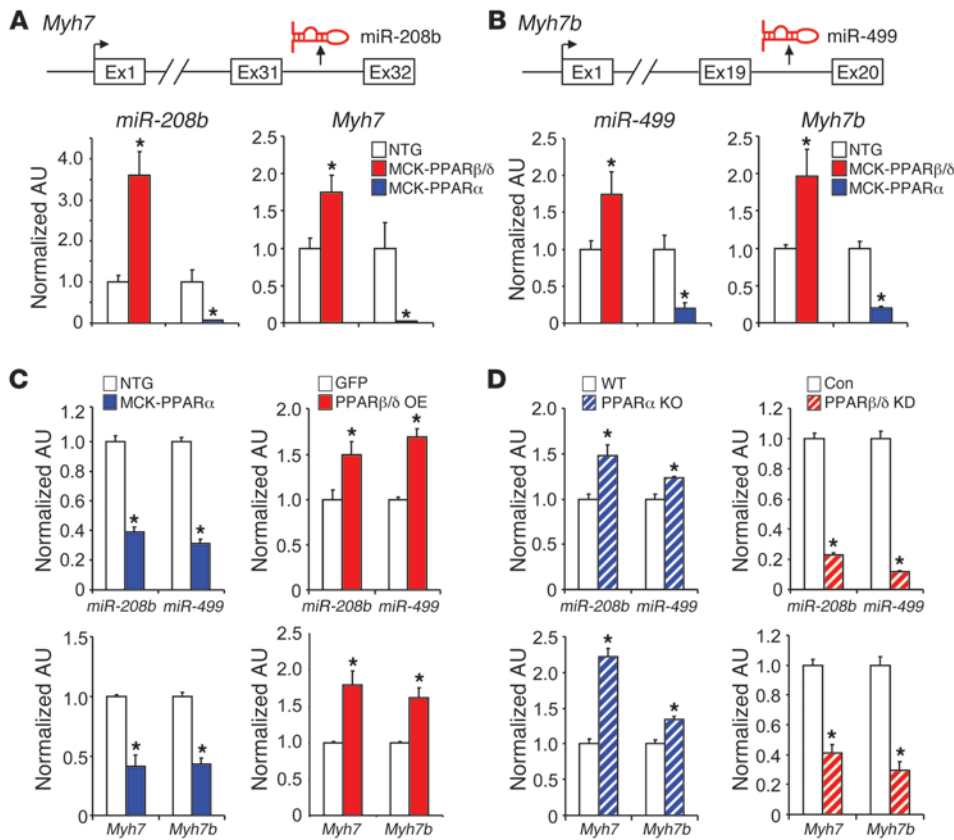 A
Myh7
miR-208b
Ex1
Ex31
Ex32
miR-208b
Myh7
Normalized AU
4.0
3.0
2.0
1.0
0
2.5
2.0
1.5
1.0
0.5
0
NTG
MCK-PPARβ/δ
MCK-PPARα
*
*
*
*
B
Myh7b
miR-499
Ex1
Ex19
Ex20
miR-499
Myh7b
Normalized AU
2.5
2.0
1.5
1.0
0.5
0
2.5
2.0
1.5
1.0
0.5
0
NTG
MCK-PPARβ/δ
MCK-PPARα
*
*
*
*
C
NTG
MCK-PPARα
Normalized AU
1.2
1.0
0.8
0.6
0.4
0.2
0
*
*
miR-208b miR-499
GFP
PPARβ/δ OE
Normalized AU
2.0
1.5
1.0
0.5
0
*
*
miR-208b miR-499
Normalized AU
1.5
1.0
0.5
0
*
*
Myh7 Myh7b
Normalized AU
2.5
2.0
1.5
1.0
0.5
0
*
*
Myh7 Myh7b
D
WT
PPARα KO
Normalized AU
2.0
1.5
1.0
0.5
0
*
*
miR-208b miR-499
Con
PPARβ/δ KD
Normalized AU
1.2
1.0
0.8
0.6
0.4
0.2
0
*
*
miR-208b miR-499
Normalized AU
2.5
2.0
1.5
1.0
0.5
0
*
*
Myh7 Myh7b
Normalized AU
1.2
1.0
0.8
0.6
0.4
0.2
0
*
*
Myh7 Myh7b